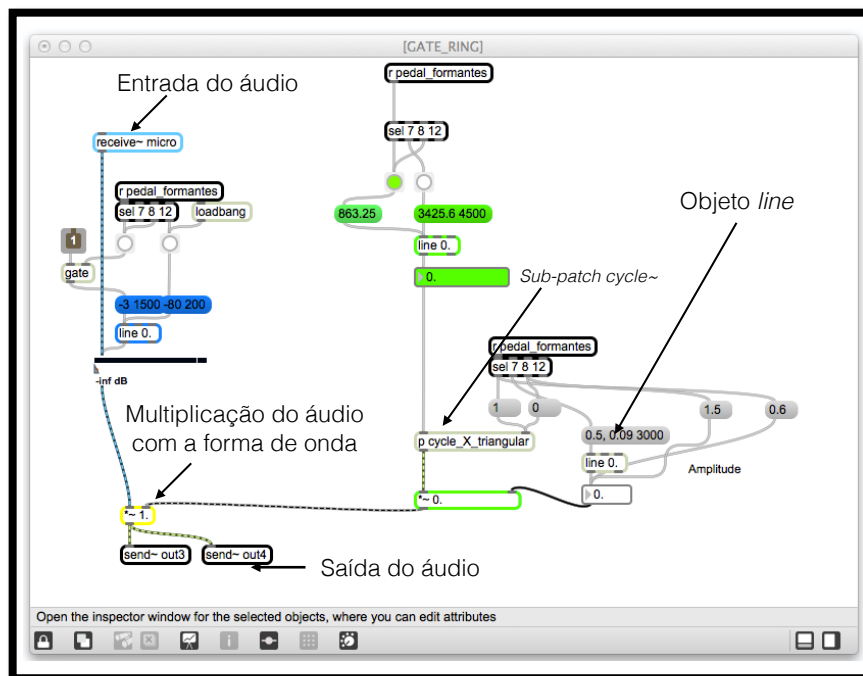 [GATE_RING]
r pedal_formantes
Entrada do áudio
sel 7 8 12
receive~ micro
r pedal_formantes
sel 7 8 12
loadbang
863.25
3425.6 4500
Objeto line
1
line 0.
gate
0.
Sub-patch cycle~
-3 1500
-80 200
line 0.
r pedal_formantes
sel 7 8 12
-inf dB
1
0
1.5
0.6
Multiplicação do áudio
com a forma de onda
p cycle_X_triangular
0.5, 0.09 3000
line 0.
Amplitude
*~ 0.
0.
*~ 1.
send~ out3
send~ out4
Saída do áudio
Open the inspector window for the selected objects, where you can edit attributes